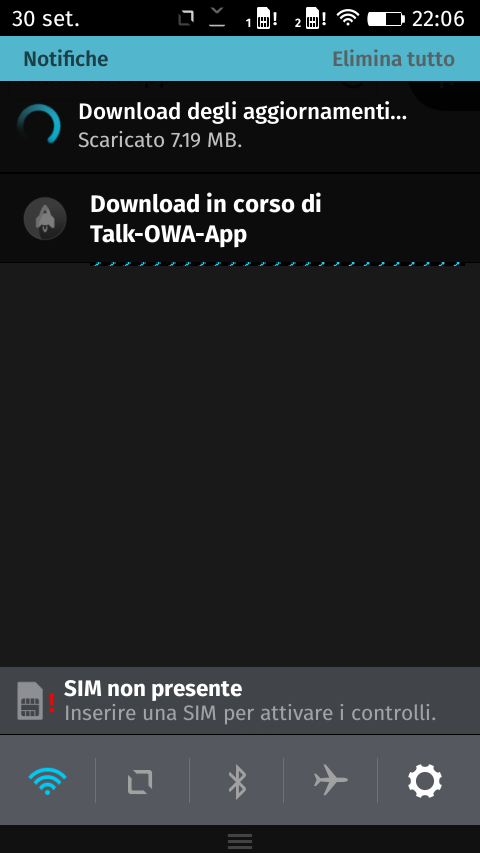 30 set. 1 ! 2 ! 22:06
Notifiche Elimina tutto
Download degli aggiornamenti...
Scaricato 7.19 MB.
Download in corso di
Talk-OWA-App
SIM non presente
Inserire una SIM per attivare i controlli.